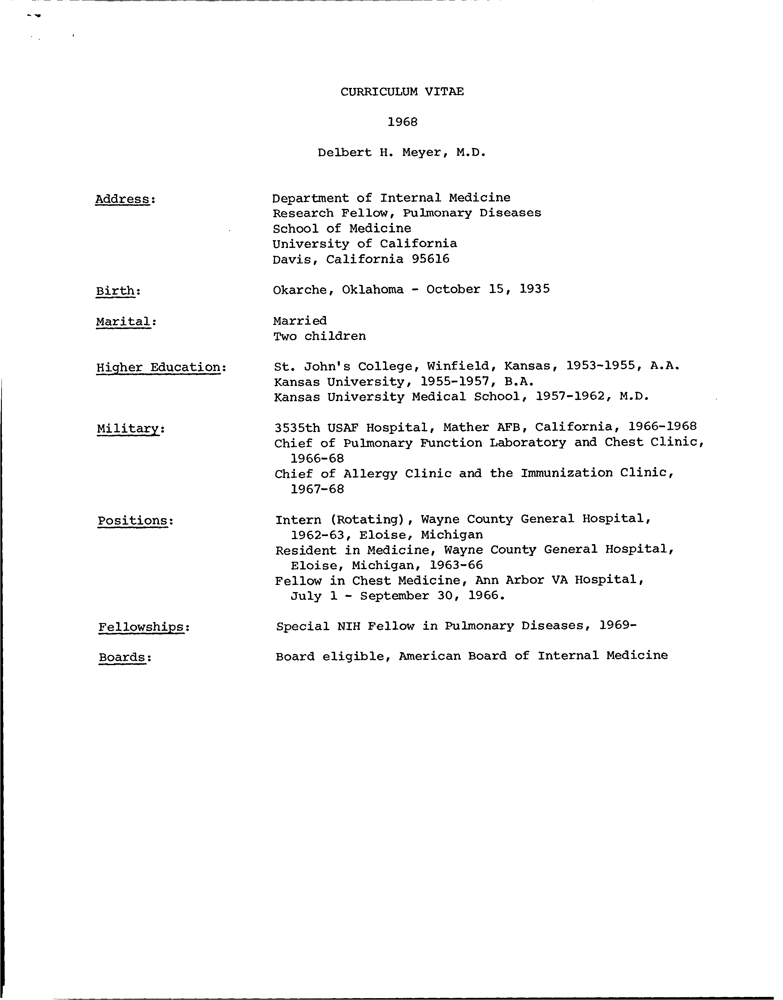 CURRICULUM VITAE
1968
Delbert H. Meyer, M.D.
Address: Department of Internal Medicine
Research Fellow, Pulmonary Diseases
School of Medicine
University of California
Davis, California 95616
Birth: Okarche, Oklahoma - October 15, 1935
Marital: Married
Two children
Higher Education: St. John's College, Winfield, Kansas, 1953-1955, A.A.
Kansas University, 1955-1957, B.A.
Kansas University Medical School, 1957-1962, M.D.
Military: 3535th USAF Hospital, Mather AFB, California, 1966-1968
Chief of Pulmonary Function Laboratory and Chest Clinic,
1966-68
Chief of Allergy Clinic and the Immunization Clinic,
1967-68
Positions: Intern (Rotating), Wayne County General Hospital,
1962-63, Eloise, Michigan
Resident in Medicine, Wayne County General Hospital,
Eloise, Michigan, 1963-66
Fellow in Chest Medicine, Ann Arbor VA Hospital,
July 1 - September 30, 1966.
Fellowships: Special NIH Fellow in Pulmonary Diseases, 1969-
Boards: Board eligible, American Board of Internal Medicine